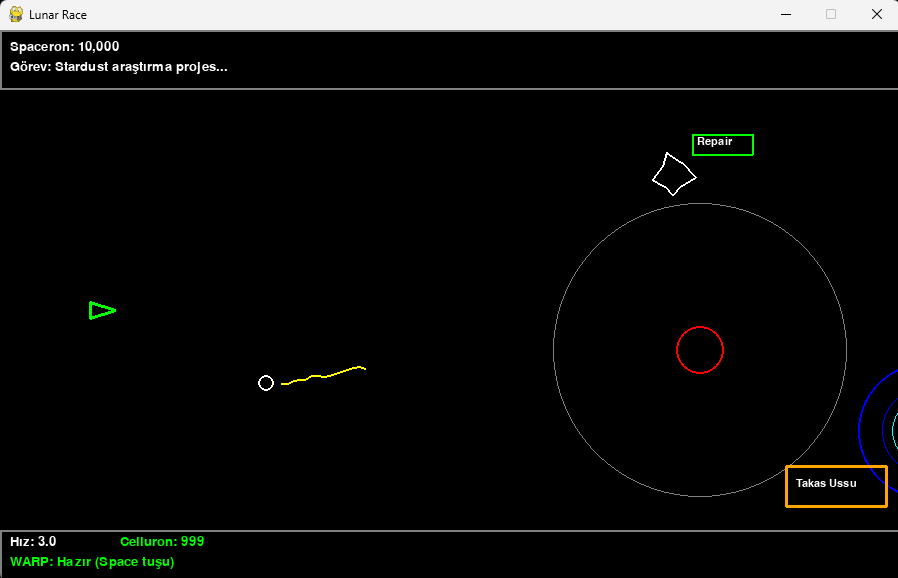 Lunar Race
Spaceron: 10,000
Görev: Stardust araştırma projes...
Repair
Takas Ussu
Hız: 3.0
Celluron: 999
WARP: Hazır (Space tuşu)